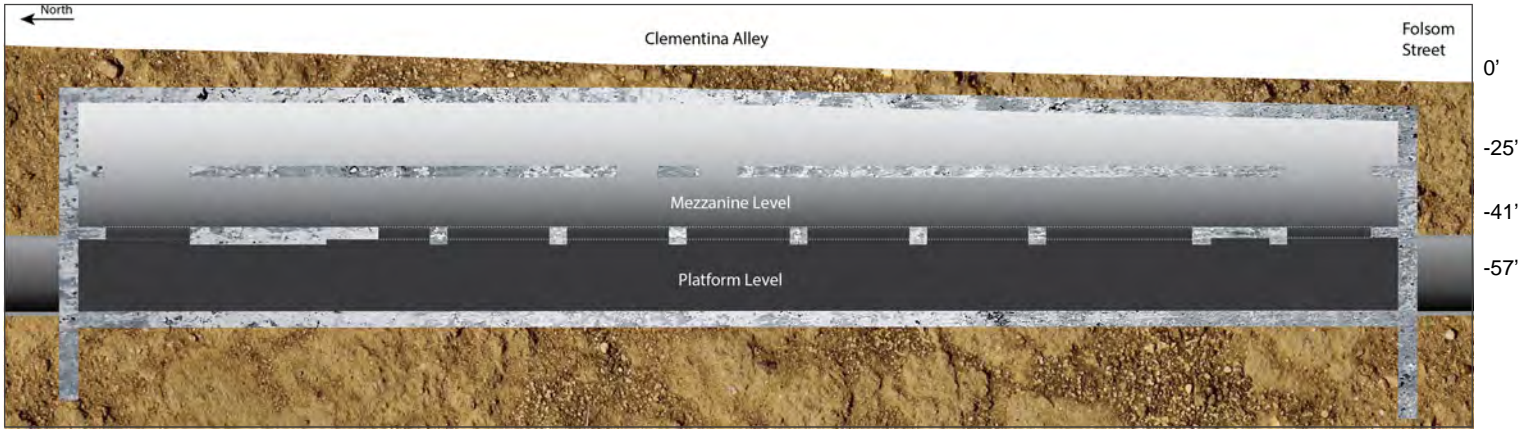 North
Clementina Alley
Folsom
Street
0’
-25’
Mezzanine Level
-41’
-57’
Platform Level